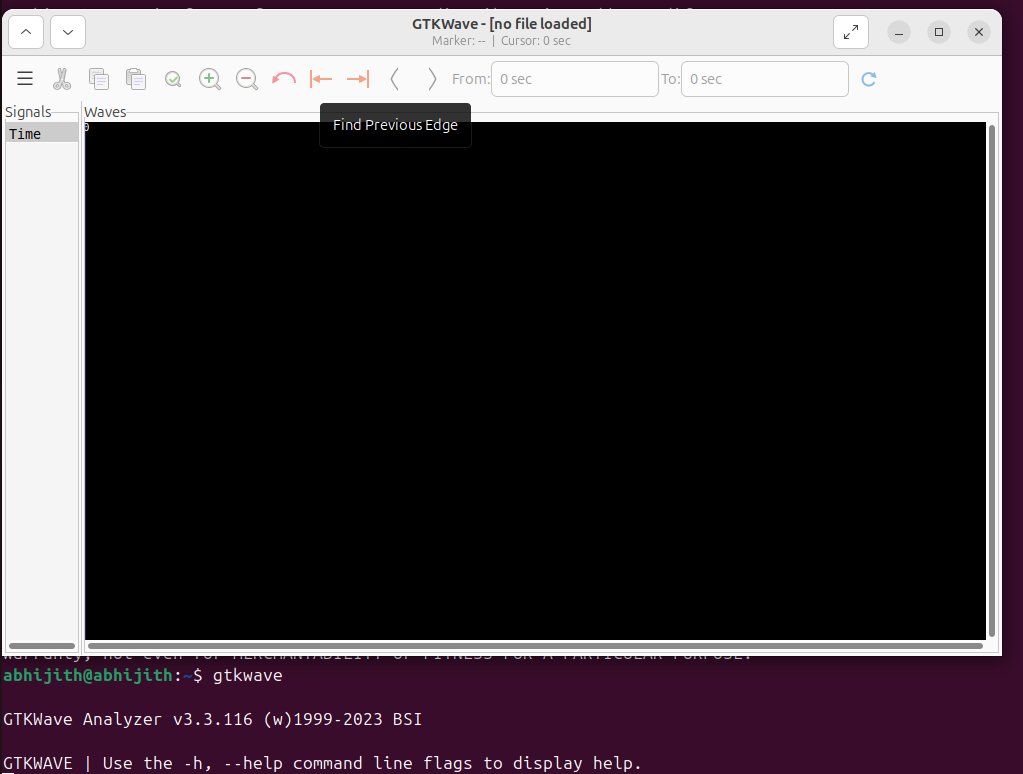 GTKWave - [no file loaded]
Marker: -- | Cursor: 0 sec
From: 0 sec To: 0 sec
Signals
Waves
Time
0
Find Previous Edge
abhijith@abhijith:~$ gtkwave
GTKWave Analyzer v3.3.116 (w)1999-2023 BSI
GTKWAVE | Use the -h, --help command line flags to display help.